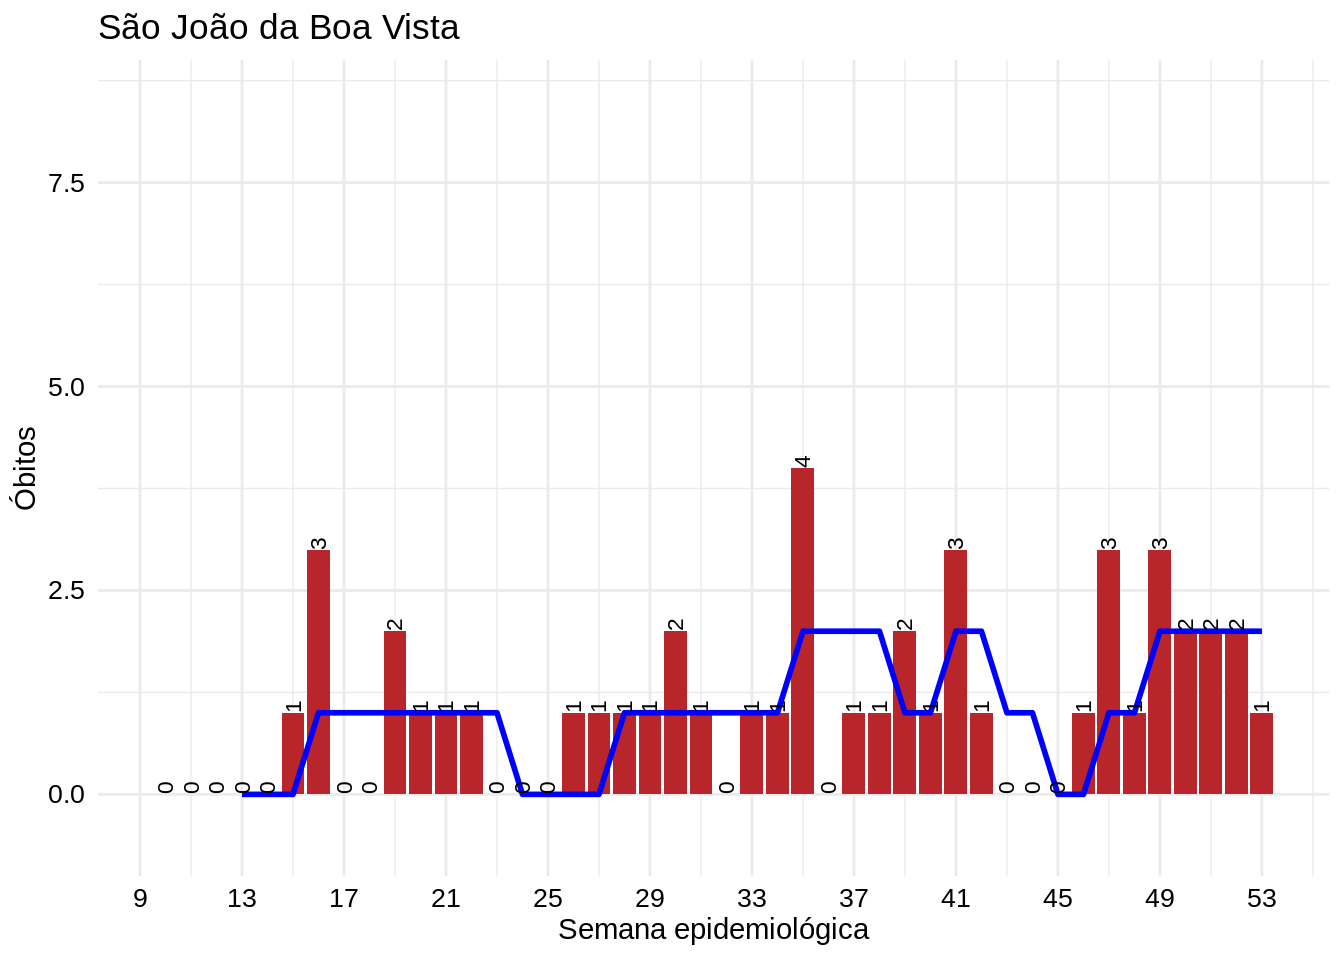 São João da Boa Vista
Óbitos
7.5
5.0
2.5
0.0
0 0 0 0 0 1 3 0 0 2 1 1 1 0 0 0 1 1 1 1 2 1 0 1 1 4 0 1 1 2 1 3 1 0 0 0 1 3 1 3 2 2 2 1
9 13 17 21 25 29 33 37 41 45 49 53
Semana epidemiológica